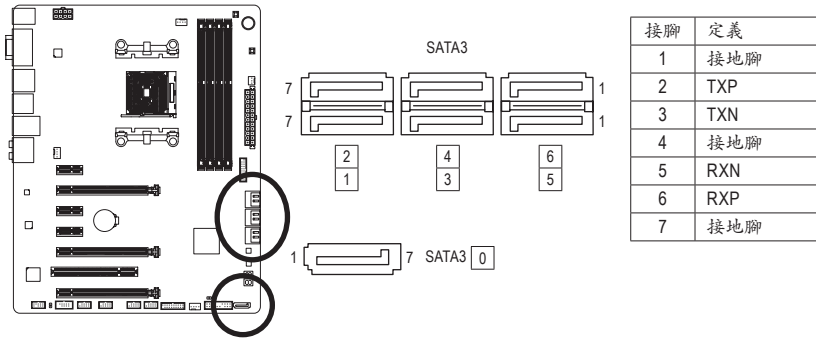 SATA3
7 1
7 1
2 4 6
1 3 5
1 7 SATA3 0
接腳 定義
1 接地腳
2 TXP
3 TXN
4 接地腳
5 RXN
6 RXP
7 接地腳